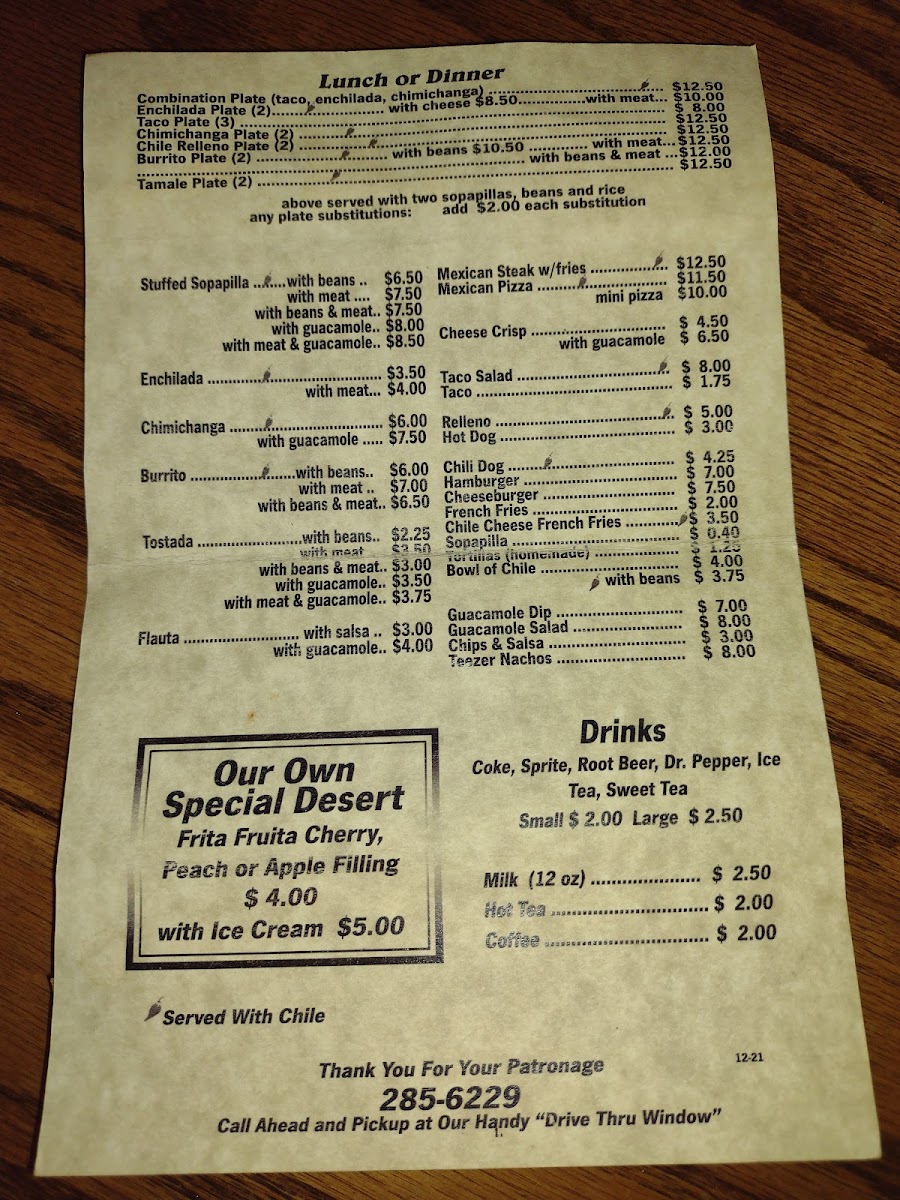 Lunch or Dinner
Combination Plate (taco, enchilada, chimichanga) ........ $12.50
Enchilada Plate (2) ........ with cheese $8.50 ........ with meat... $10.00
Taco Plate (3) ........ $ 8.00
Chimichanga Plate (2) ........ $12.50
Chile Relleno Plate (2) ........ $12.50
Burrito Plate (2) ........ with beans $10.50 ........ with meat... $12.50
........ with beans & meat ... $12.00
Tamale Plate (2) ........ $12.50
above served with two sopapillas, beans and rice
any plate substitutions: add $2.00 each substitution
Stuffed Sopapilla ........ with beans .. $6.50
with meat .... $7.50
with beans & meat.. $7.50
with guacamole.. $8.00
with meat & guacamole.. $8.50
Enchilada ........ $3.50
with meat... $4.00
Chimichanga ........ $6.00
with guacamole ..... $7.50
Burrito ........ with beans.. $6.00
with meat .. $7.00
with beans & meat.. $6.50
Tostada ........ with beans.. $2.25
with meat $3.50
with beans & meat.. $3.00
with guacamole.. $3.50
with meat & guacamole.. $3.75
Flauta ........ with salsa .. $3.00
with guacamole.. $4.00
Mexican Steak w/fries ........ $12.50
Mexican Pizza ........ $11.50
mini pizza $10.00
Cheese Crisp ........ $ 4.50
with guacamole $ 6.50
Taco Salad ........ $ 8.00
Taco ........ $ 1.75
Relleno ........ $ 5.00
Hot Dog ........ $ 3.00
Chili Dog ........ $ 4.25
Hamburger ........ $ 7.00
Cheeseburger ........ $ 7.50
French Fries ........ $ 2.00
Chile Cheese French Fries ........ $ 3.50
Sopapilla ........ $ 0.40
Tortillas (homemade) ........ $ 1.25
Bowl of Chile ........ $ 4.00
with beans $ 3.75
Guacamole Dip ........ $ 7.00
Guacamole Salad ........ $ 8.00
Chips & Salsa ........ $ 3.00
Teezer Nachos ........ $ 8.00
Our Own
Special Desert
Frita Fruita Cherry,
Peach or Apple Filling
$ 4.00
with Ice Cream $5.00
Drinks
Coke, Sprite, Root Beer, Dr. Pepper, Ice
Tea, Sweet Tea
Small $ 2.00 Large $ 2.50
Milk (12 oz) ........ $ 2.50
Hot Tea ........ $ 2.00
Coffee ........ $ 2.00
Served With Chile
Thank You For Your Patronage
12-21
285-6229
Call Ahead and Pickup at Our Handy "Drive Thru Window"